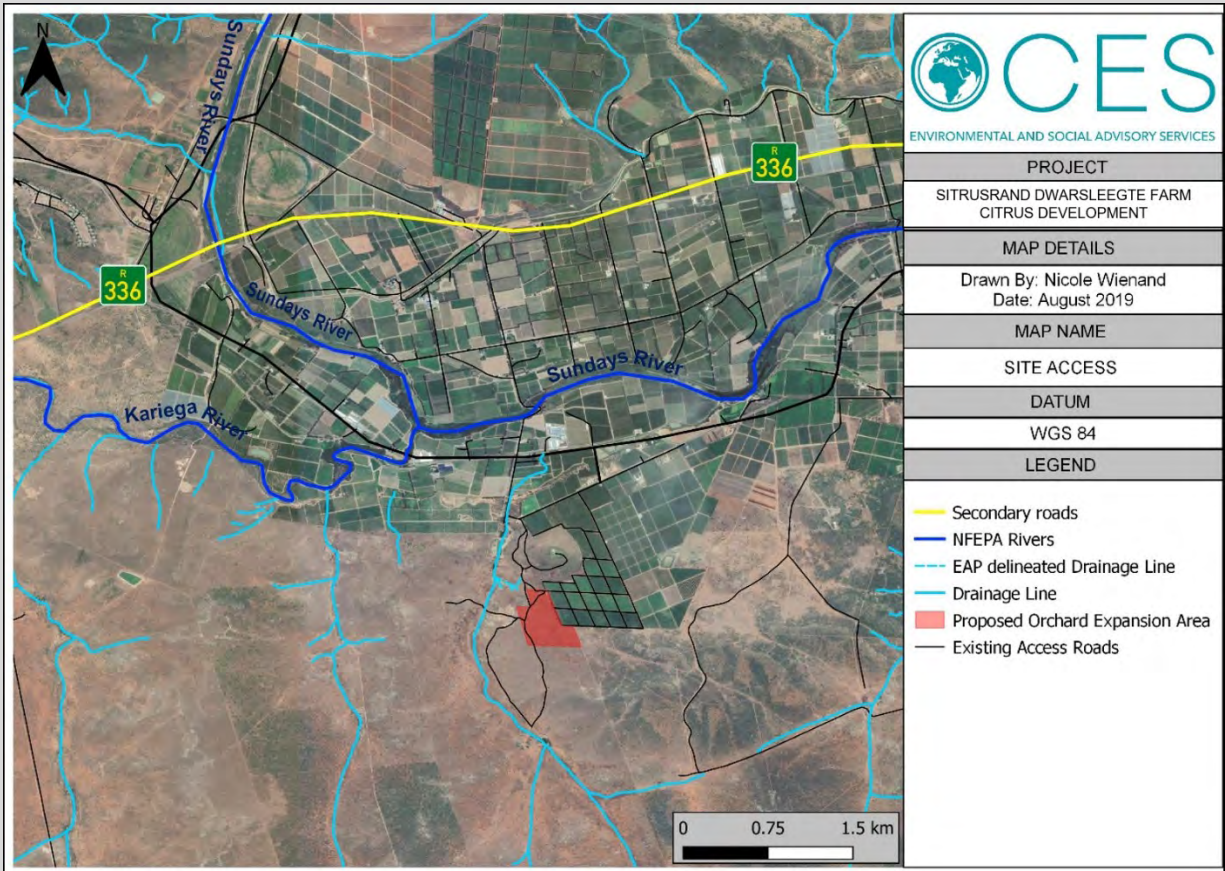 N
Sundays River
Sundays River
R
336
R
336
Sundays River
Sundays River
Kariega River
0 0.75 1.5 km
CES
ENVIRONMENTAL AND SOCIAL ADVISORY SERVICES
PROJECT
SITRUSRAND DWARSLEEGTE FARM
CITRUS DEVELOPMENT
MAP DETAILS
Drawn By: Nicole Wienand
Date: August 2019
MAP NAME
SITE ACCESS
DATUM
WGS 84
LEGEND
Secondary roads
NFEPA Rivers
EAP delineated Drainage Line
Drainage Line
Proposed Orchard Expansion Area
Existing Access Roads